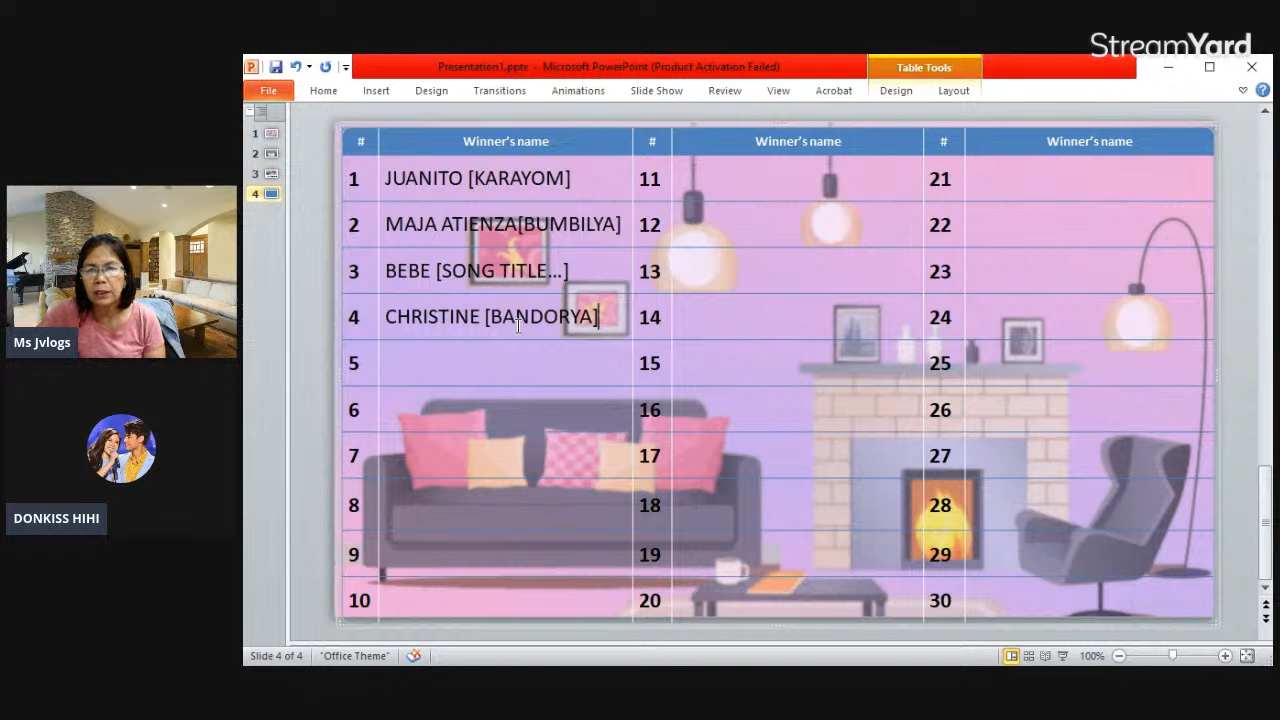 StreamYard
Presentation1.pptx - Microsoft PowerPoint (Product Activation Failed)
Table Tools
File Home Insert Design Transitions Animations Slide Show Review View Acrobat Design Layout
1
2
3
4
# Winner's name # Winner's name # Winner's name
1 JUANITO [KARAYOM] 11 21
2 MAJA ATIENZA[BUMBILYA] 12 22
3 BEBE [SONG TITLE...] 13 23
4 CHRISTINE [BANDORYA] 14 24
5 15 25
6 16 26
7 17 27
8 18 28
9 19 29
10 20 30
Ms Jvlogs
DONKISS HIHI
Slide 4 of 4 "Office Theme" 100%